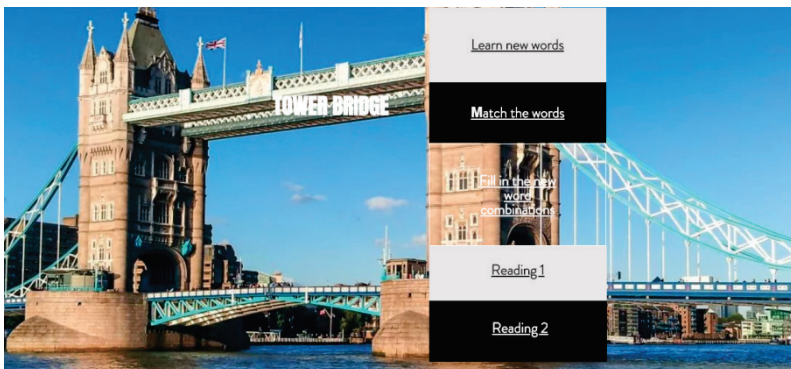 Learn new words
TOWER BRIDGE
Match the words
Fill in the new
word
combinations
Reading 1
Reading 2